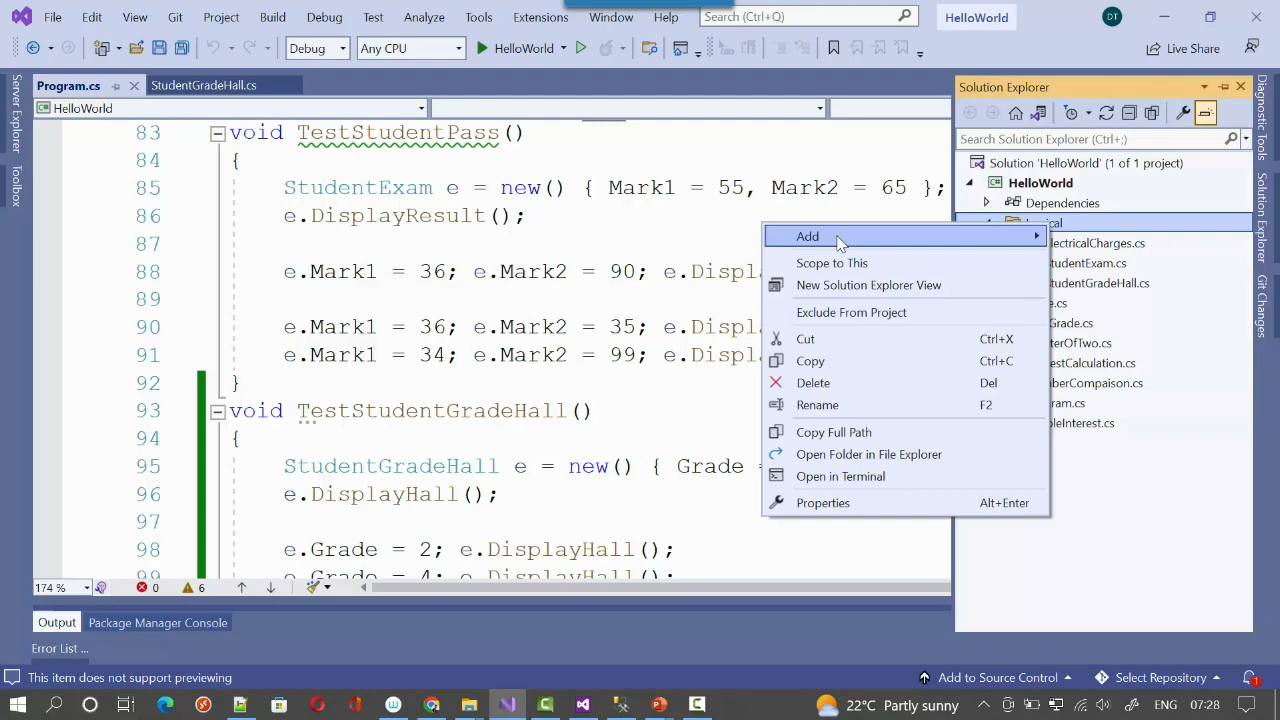 File Edit View Git Project Build Debug Test Analyze Tools Extensions Window Help Search (Ctrl+Q) HelloWorld DT
Debug Any CPU HelloWorld Live Share
Program.cs StudentGradeHall.cs Solution Explorer
HelloWorld
Server Explorer
Toolbox
Search Solution Explorer (Ctrl+;)
Solution 'HelloWorld' (1 of 1 project)
HelloWorld
Dependencies
ical
lectricalCharges.cs
tudentExam.cs
tudentGradeHall.cs
e.cs
Grade.cs
terOfTwo.cs
estCalculation.cs
berCompaison.cs
ram.cs
leInterest.cs
Diagnostic Tools
Solution Explorer
Git Changes
83 void TestStudentPass()
84 {
85 StudentExam e = new() { Mark1 = 55, Mark2 = 65 };
86 e.DisplayResult();
87
88 e.Mark1 = 36; e.Mark2 = 90; e.Displa
89
90 e.Mark1 = 36; e.Mark2 = 35; e.Displa
91 e.Mark1 = 34; e.Mark2 = 99; e.Displa
92 }
93 void TestStudentGradeHall()
94 {
95 StudentGradeHall e = new() { Grade =
96 e.DisplayHall();
97
98 e.Grade = 2; e.DisplayHall();
99 e.Grade = 4; e.DisplayHall();
Add
Scope to This
New Solution Explorer View
Exclude From Project
Cut Ctrl+X
Copy Ctrl+C
Delete Del
Rename F2
Copy Full Path
Open Folder in File Explorer
Open in Terminal
Properties Alt+Enter
174 % 0 6
Output Package Manager Console
Error List ...
This item does not support previewing Add to Source Control Select Repository 1
22°C Partly sunny ENG 07:28